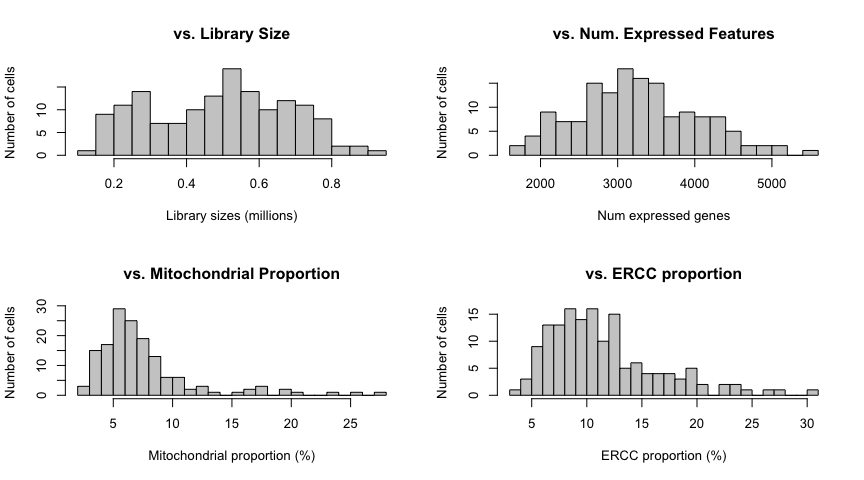 vs. Library Size
Number of cells
0 5 10
0.2 0.4 0.6 0.8
Library sizes (millions)
vs. Num. Expressed Features
Number of cells
0 5 10
2000 3000 4000 5000
Num expressed genes
vs. Mitochondrial Proportion
Number of cells
0 10 20 30
5 10 15 20 25
Mitochondrial proportion (%)
vs. ERCC proportion
Number of cells
0 5 10 15
5 10 15 20 25 30
ERCC proportion (%)